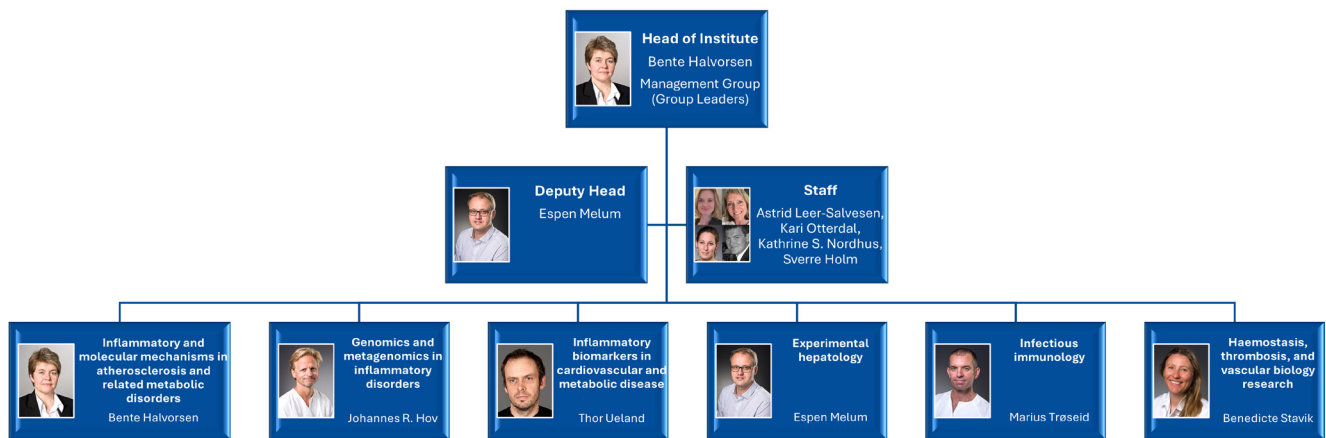 Head of Institute
Bente Halvorsen
Management Group
(Group Leaders)
Deputy Head
Espen Melum
Staff
Astrid Leer-Salvesen,
Kari Otterdal,
Kathrine S. Nordhus,
Sverre Holm
Inflammatory and
molecular mechanisms in
atherosclerosis and
related metabolic
disorders
Bente Halvorsen
Genomics and
metagenomics in
inflammatory
disorders
Johannes R. Hov
Inflammatory
biomarkers in
cardiovascular and
metabolic disease
Thor Ueland
Experimental
hepatology
Espen Melum
Infectious
immunology
Marius Trøseid
Haemostasis,
thrombosis, and
vascular biology
research
Benedicte Stavik